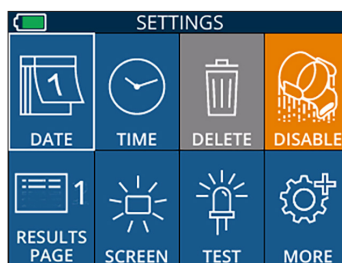 SETTINGS
1
DATE
TIME
DELETE
DISABLE
1
RESULTS
PAGE
SCREEN
TEST
MORE